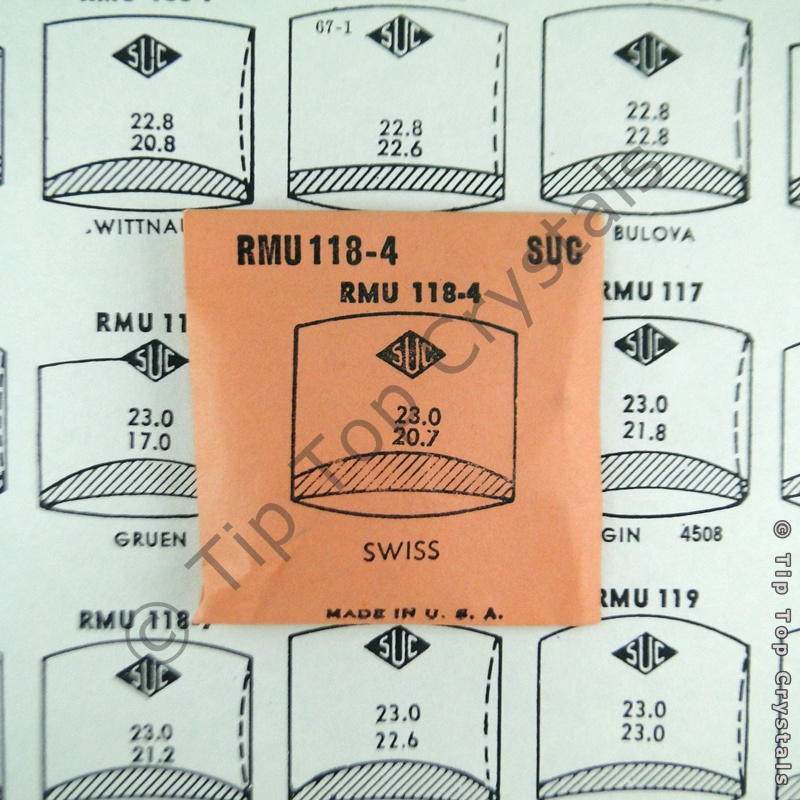 67-1
SUC
SUC
SUC
22.8
20.8
22.8
22.6
22.8
22.8
BULOVA
RMU 118-4 SUC
RMU 118-4
SUC
23.0
20.7
SWISS
MADE IN U. S. A.
SUC
23.0
17.0
GRUEN
RMU 117
SUC
23.0
21.8
4508
SUC
23.0
21.2
SUC
23.0
22.6
RMU 119
SUC
23.0
23.0
© Tip Top Crystals
© Tip Top Crystals